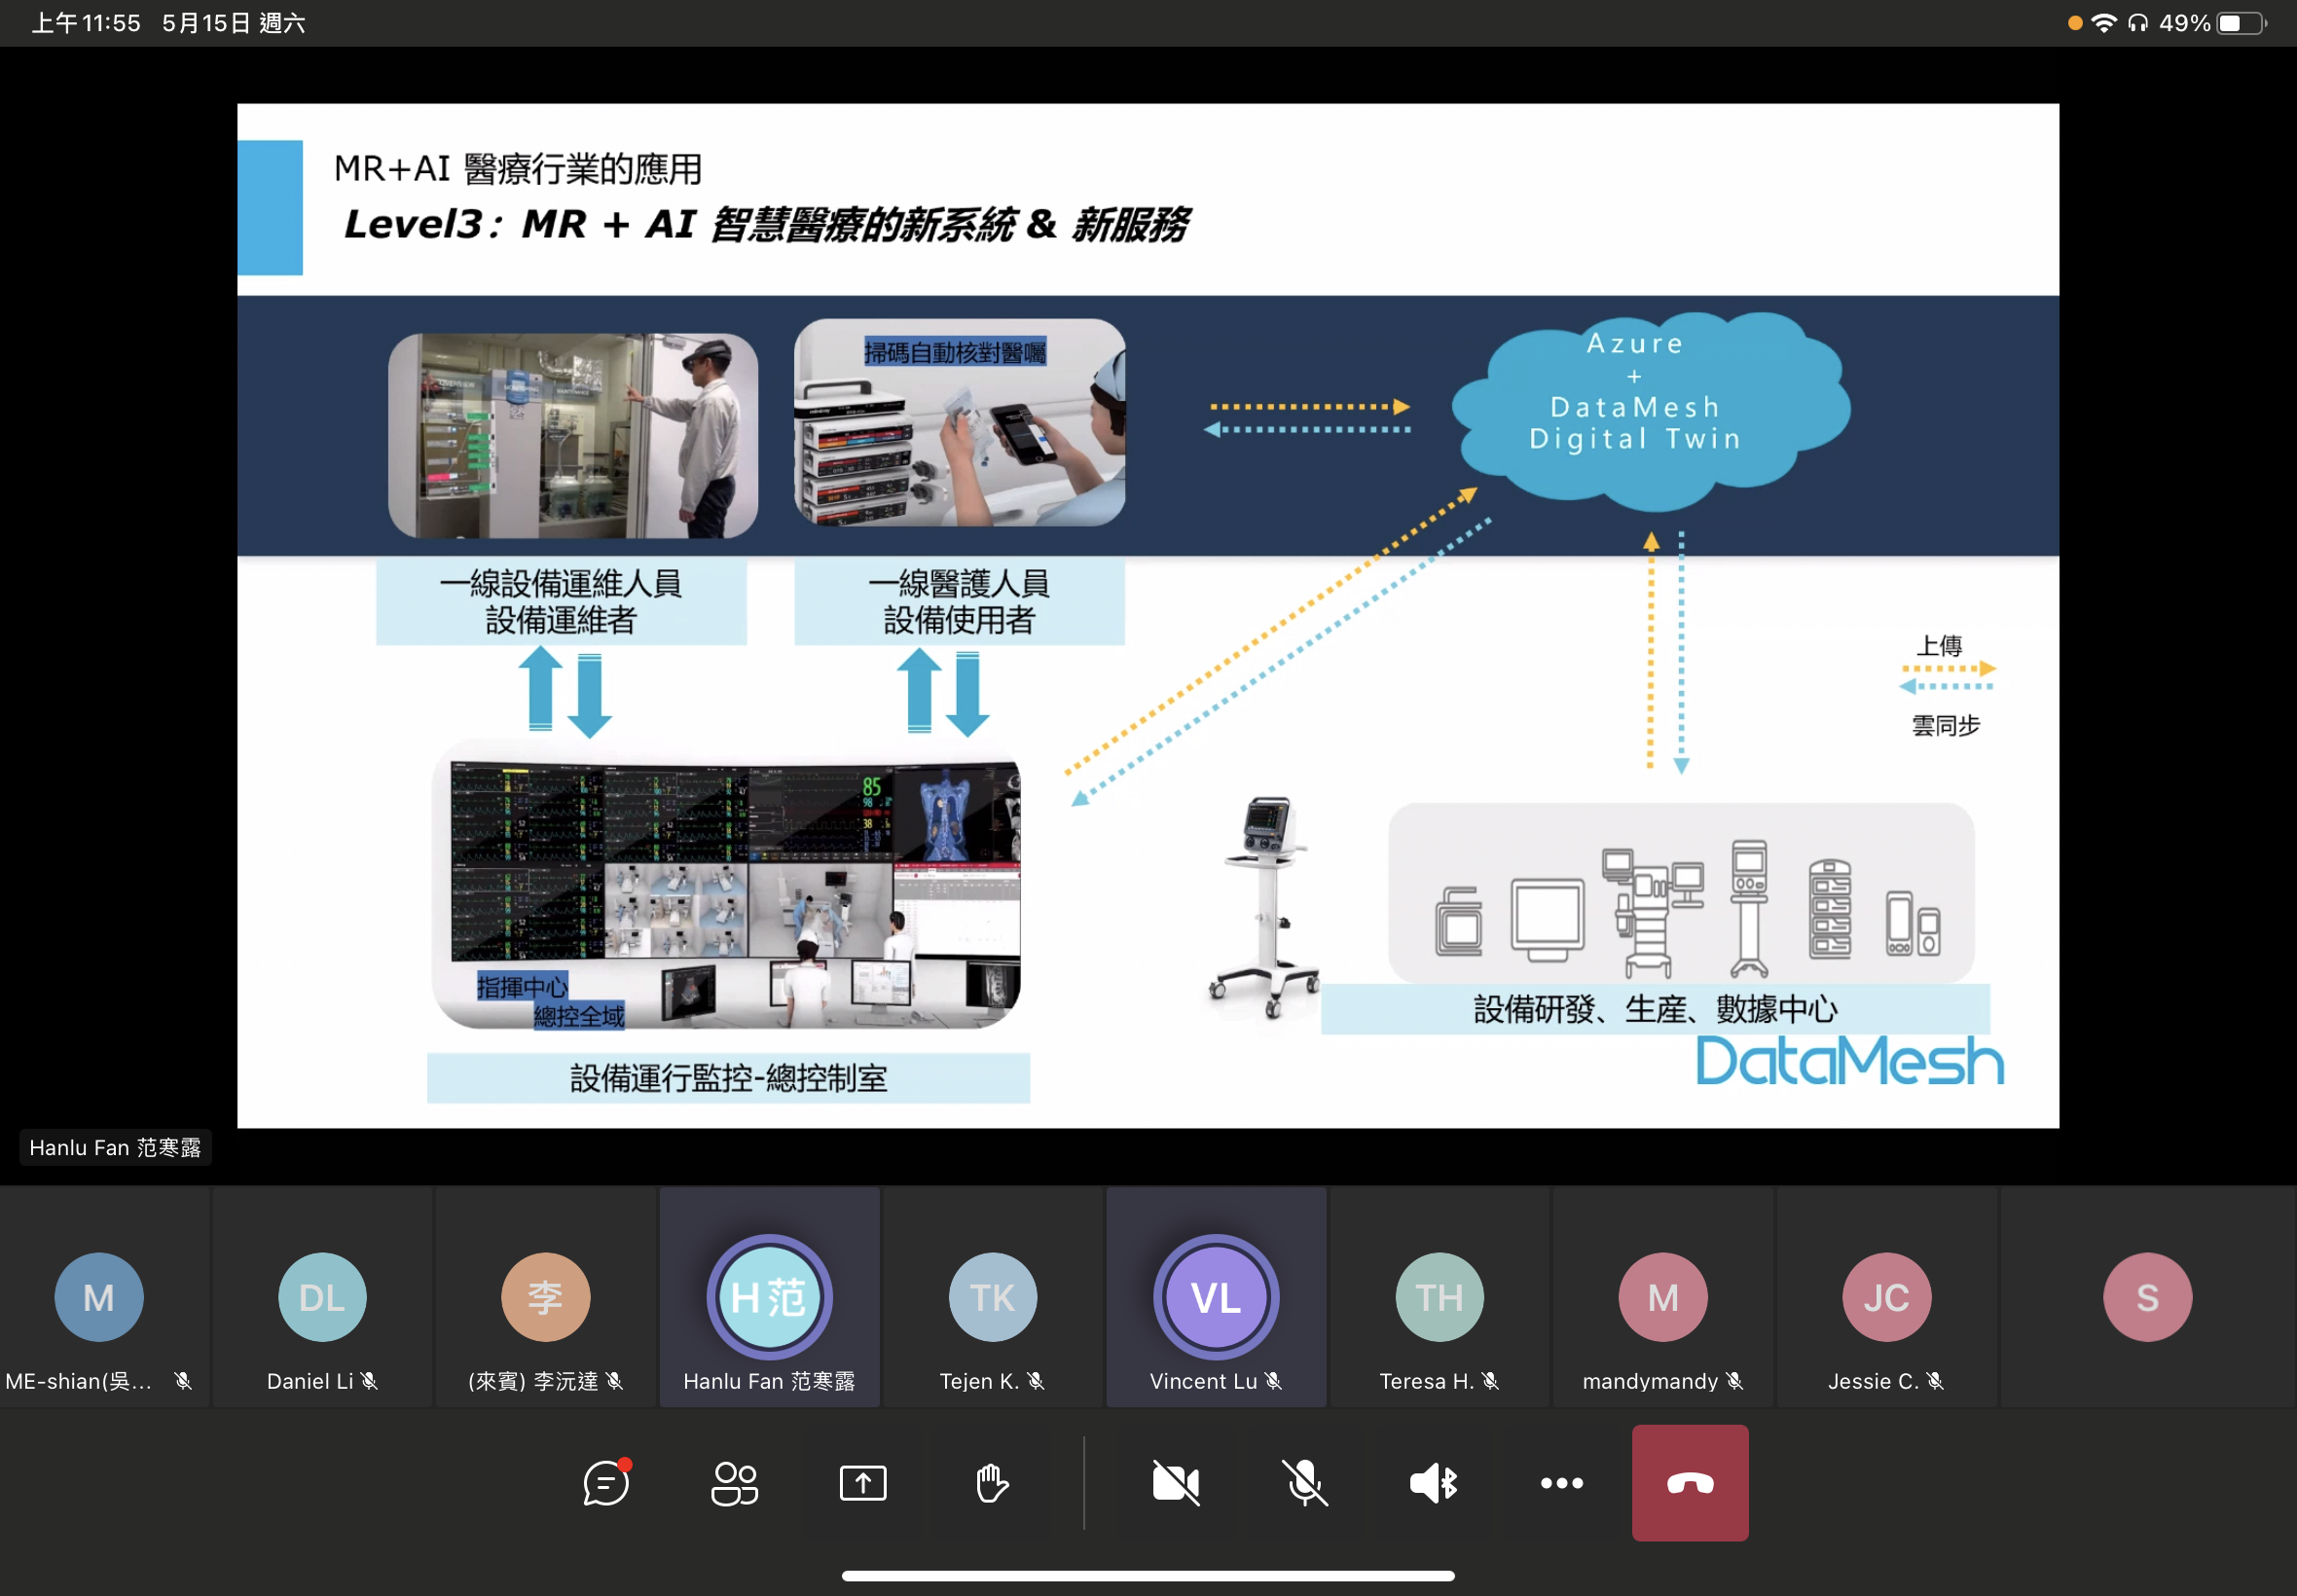 上午11:55 5月15日 週六
49%
MR+AI 醫療行業的應用
Level3：MR + AI 智慧醫療的新系統 & 新服務
掃碼自動核對醫囑
Azure
+
DataMesh
Digital Twin
一線設備運維人員
設備運維者
一線醫護人員
設備使用者
上傳
雲同步
85
98
38
指揮中心
總控全域
設備運行監控-總控制室
設備研發、生産、數據中心
DataMesh
Hanlu Fan 范寒露
M
DL
李
H 范
TK
VL
TH
M
JC
S
ME-shian(吳...
Daniel Li
(來賓) 李沅達
Hanlu Fan 范寒露
Tejen K.
Vincent Lu
Teresa H.
mandymandy
Jessie C.